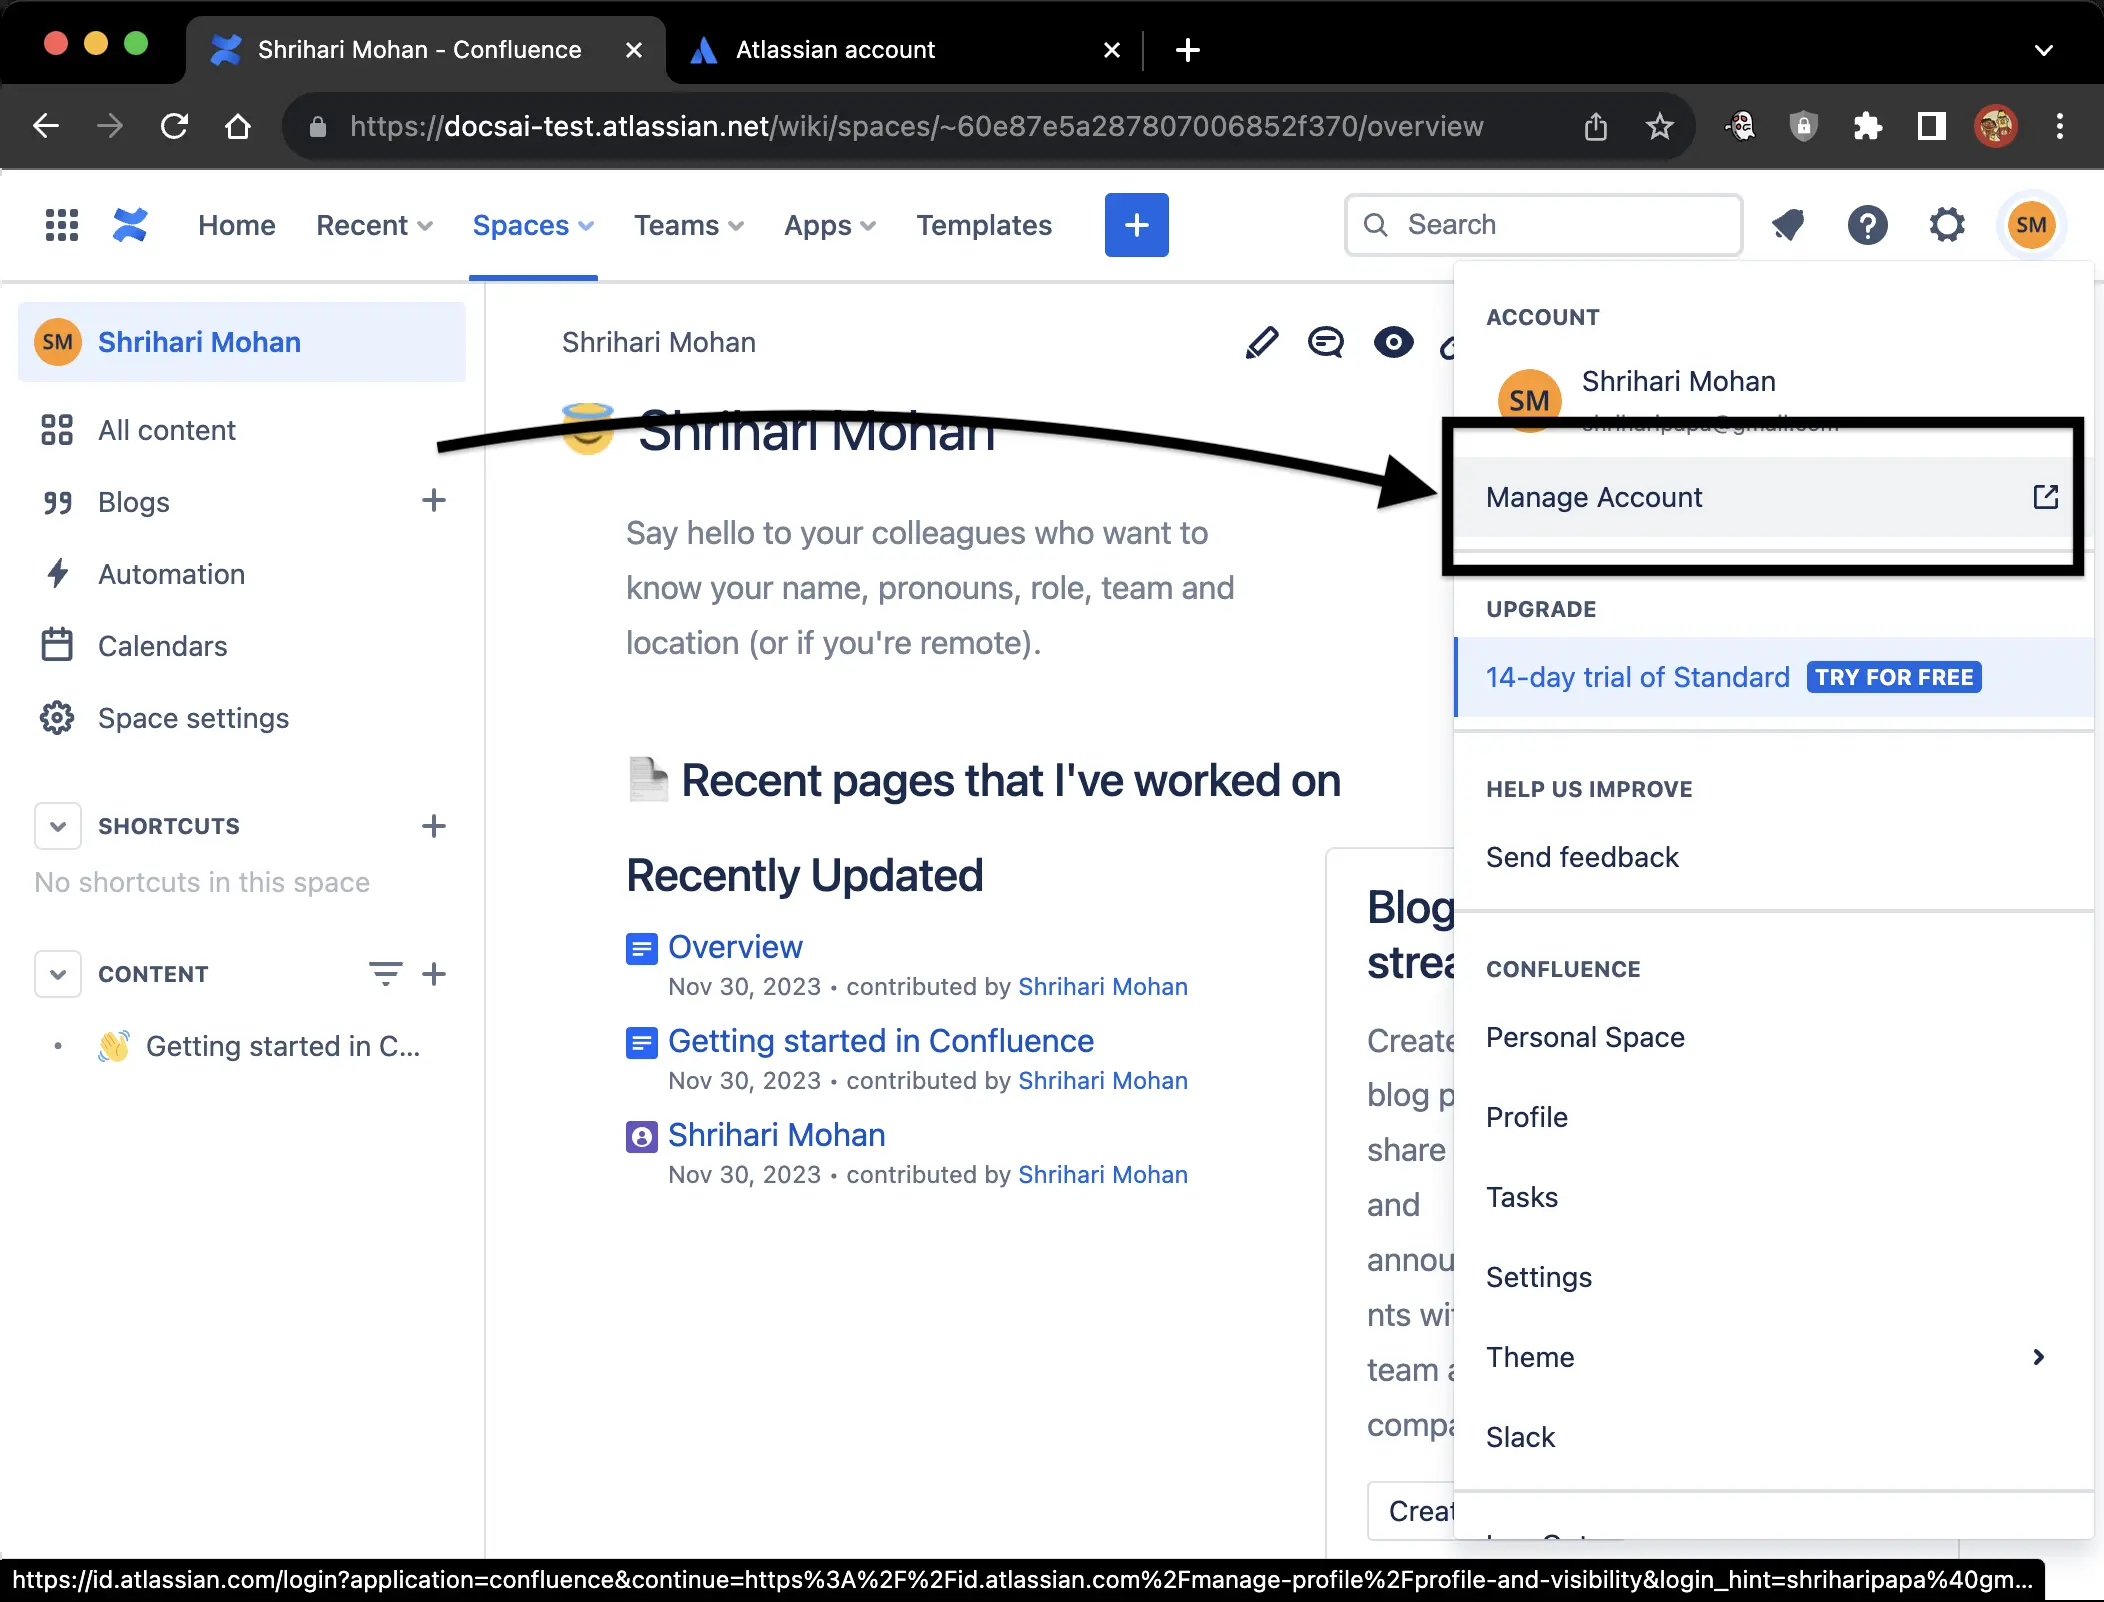 Shrihari Mohan - Confluence
Atlassian account
https://docsai-test.atlassian.net/wiki/spaces/~60e87e5a287807006852f370/overview
Home Recent Spaces Teams Apps Templates
Search
SM
SM Shrihari Mohan
All content
Blogs
Automation
Calendars
Space settings
SHORTCUTS
No shortcuts in this space
CONTENT
Getting started in C...
Shrihari Mohan
Shrihari Mohan
Say hello to your colleagues who want to
know your name, pronouns, role, team and
location (or if you're remote).
Recent pages that I've worked on
Recently Updated
Overview
Nov 30, 2023 • contributed by Shrihari Mohan
Getting started in Confluence
Nov 30, 2023 • contributed by Shrihari Mohan
Shrihari Mohan
Nov 30, 2023 • contributed by Shrihari Mohan
Blog
strea
Create
blog p
share
and
annou
nts wi
team a
compa
Creat
ACCOUNT
SM
Shrihari Mohan
shriharipapa@gmail.com
Manage Account
UPGRADE
14-day trial of Standard TRY FOR FREE
HELP US IMPROVE
Send feedback
CONFLUENCE
Personal Space
Profile
Tasks
Settings
Theme
Slack
https://id.atlassian.com/login?application=confluence&continue=https%3A%2F%2Fid.atlassian.com%2Fmanage-profile%2Fprofile-and-visibility&login_hint=shriharipapa%40gm...